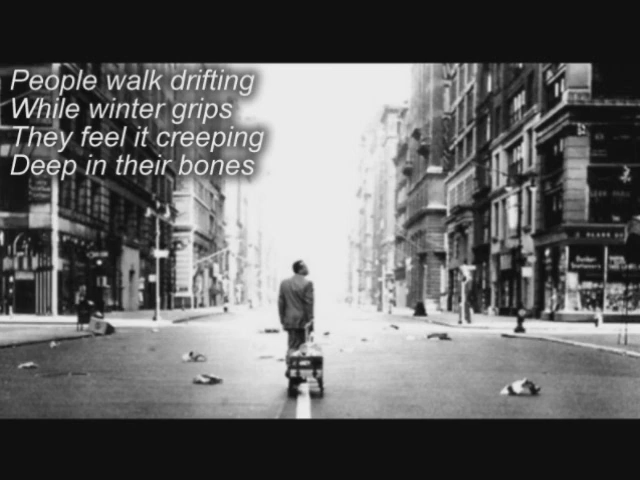 People walk drifting
While winter grips
They feel it creeping
Deep in their bones